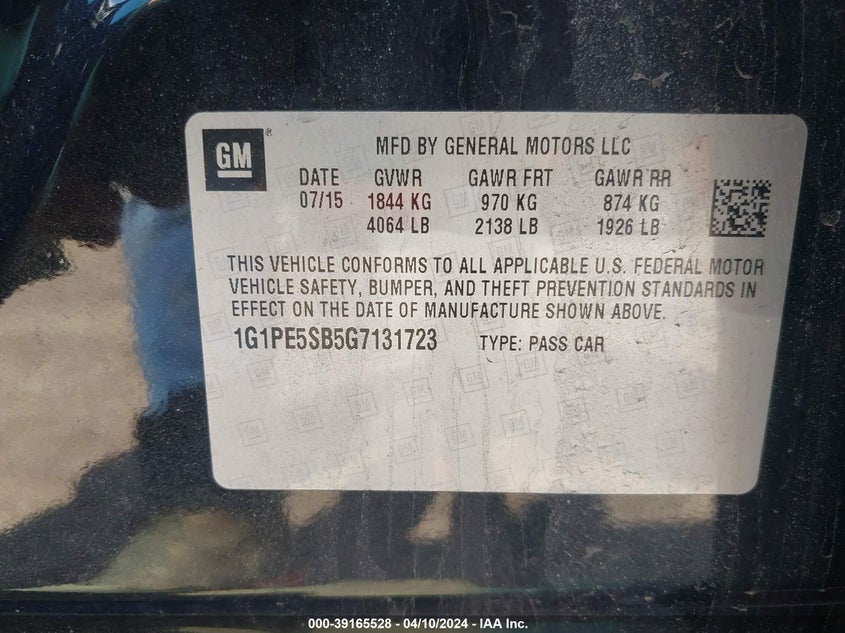 GM
MFD BY GENERAL MOTORS LLC
DATE GVWR GAWR FRT GAWR RR
07/15 1844 KG 970 KG 874 KG
4064 LB 2138 LB 1926 LB
THIS VEHICLE CONFORMS TO ALL APPLICABLE U.S. FEDERAL MOTOR
VEHICLE SAFETY, BUMPER, AND THEFT PREVENTION STANDARDS IN
EFFECT ON THE DATE OF MANUFACTURE SHOWN ABOVE.
1G1PE5SB5G7131723 TYPE: PASS CAR
000-39165528 - 04/10/2024 - IAA Inc.